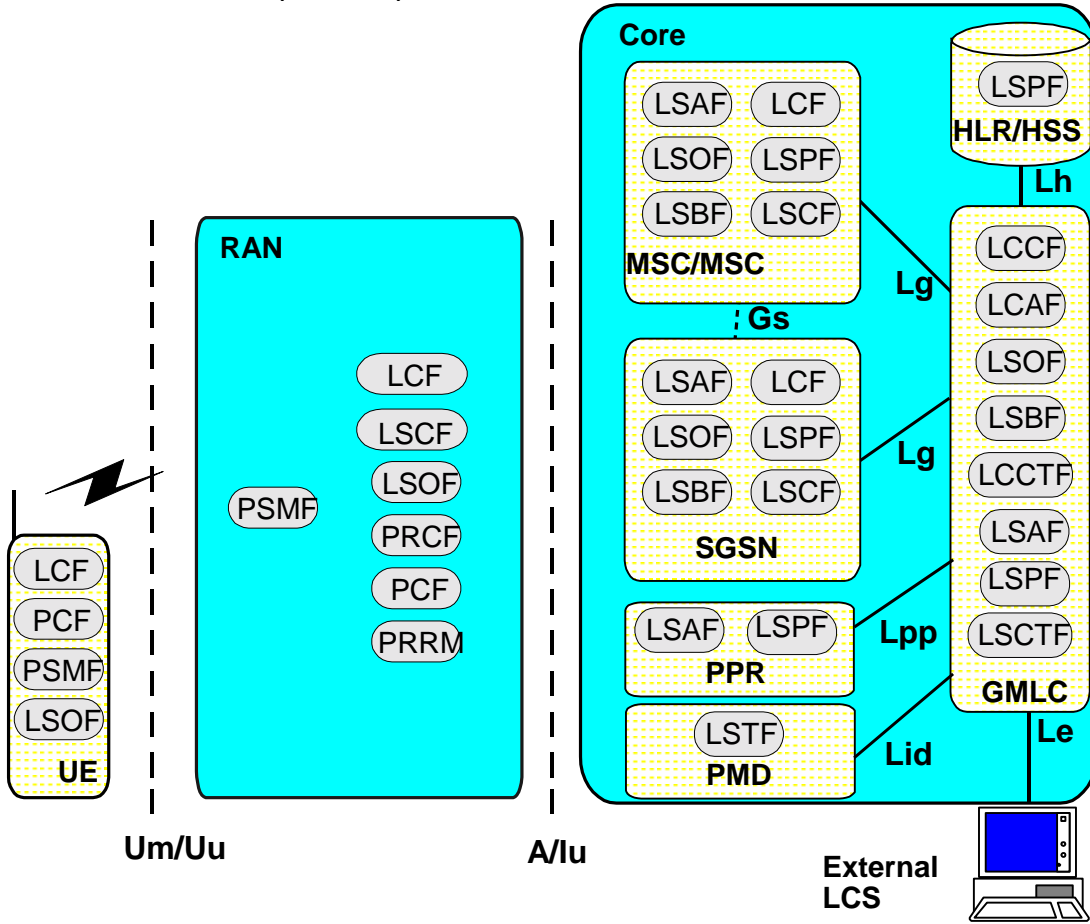 Core
LSAF LCF
LSOF LSPF
LSBF LSCF
MSC/MSC
LSPF
HLR/HSS
Lh
Lg
Gs
LSAF LCF
LSOF LSPF
LSBF LSCF
SGSN
Lg
LSAF LSPF
PPR
Lpp
LSTF
PMD
Lid
LCCF
LCAF
LSOF
LSBF
LCCTF
LSAF
LSPF
LSCTF
GMLC
Le
RAN
LCF
LSCF
LSOF
PSMF
PRCF
PCF
PRRM
LCF
PCF
PSMF
LSOF
UE
Um/Uu
A/Iu
External
LCS